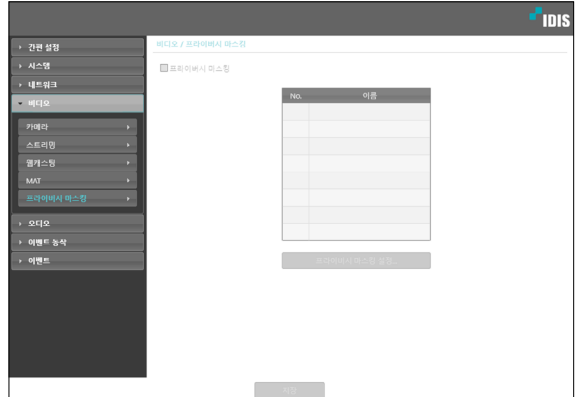 IDIS
간편 설정
시스템
네트워크
비디오
카메라
스트리밍
웹캐스팅
MAT
프라이버시 마스킹
오디오
이벤트 동작
이벤트
비디오 / 프라이버시 마스킹
프라이버시 마스킹
No. 이름
프라이버시 마스킹 설정...